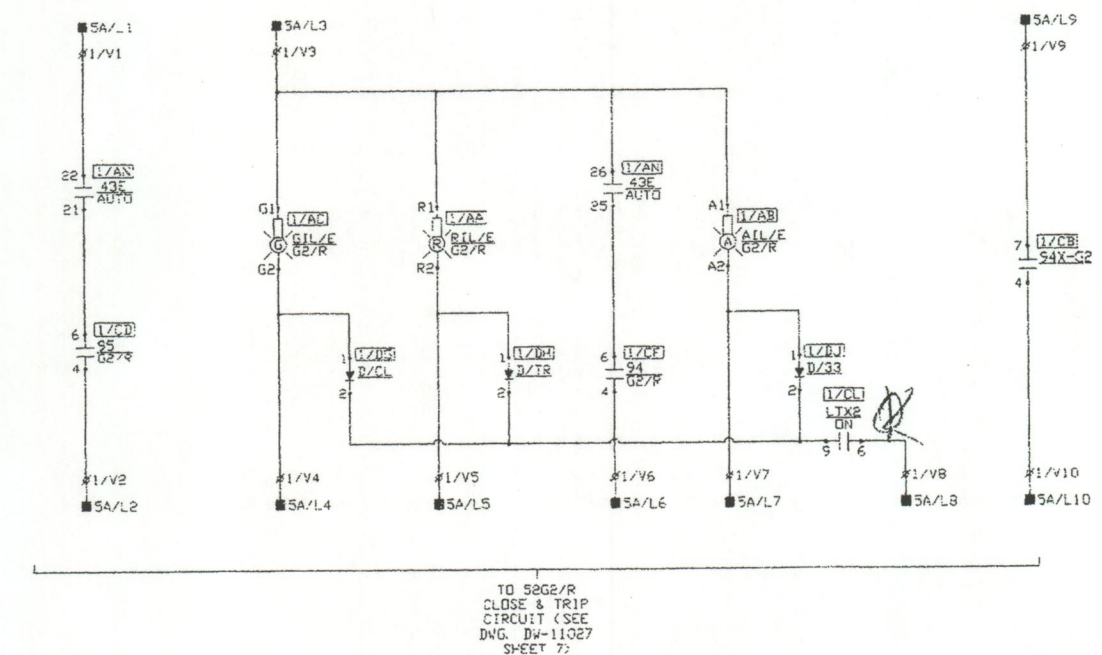 5A/L1
1/V1
22
1/AN
43E
AUTO
21
6
1/CD
95
G2/R
4
1/V2
5A/L2
5A/L3
1/V3
G1
1/AC
G
GIL/E
G2/R
G2
1
1/DG
D/CL
2
1/V4
5A/L4
R1
1/AA
R
RIL/E
G2/R
R2
1
1/DH
D/TR
2
1/V5
5A/L5
26
1/AN
43E
AUTO
25
6
1/CF
94
G2/R
4
1/V6
5A/L6
A1
1/AB
A
AIL/E
G2/R
A2
1
1/DJ
D/33
2
1/V7
5A/L7
1/CL
LTX2
ON
9 6
1/V8
5A/L8
5A/L9
1/V9
7
1/CB
94X-G2
4
1/V10
5A/L10
TO 52G2/R
CLOSE & TRIP
CIRCUIT (SEE
DWG. DW-11027
SHEET 7)